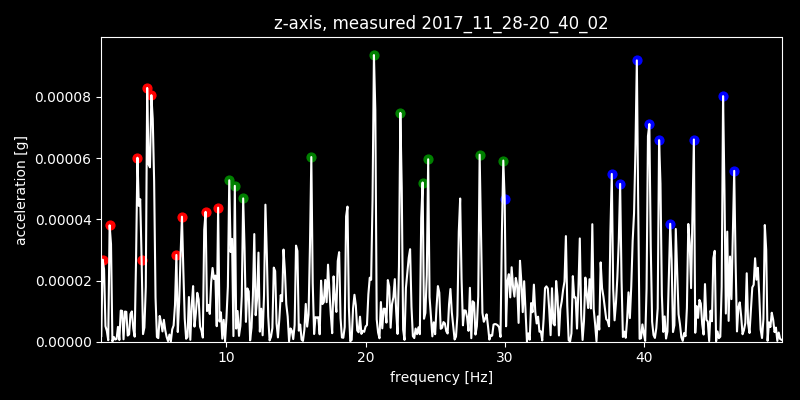 z-axis, measured 2017_11_28-20_40_02
acceleration [g]
0.00008
0.00006
0.00004
0.00002
0.00000
10 20 30 40
frequency [Hz]